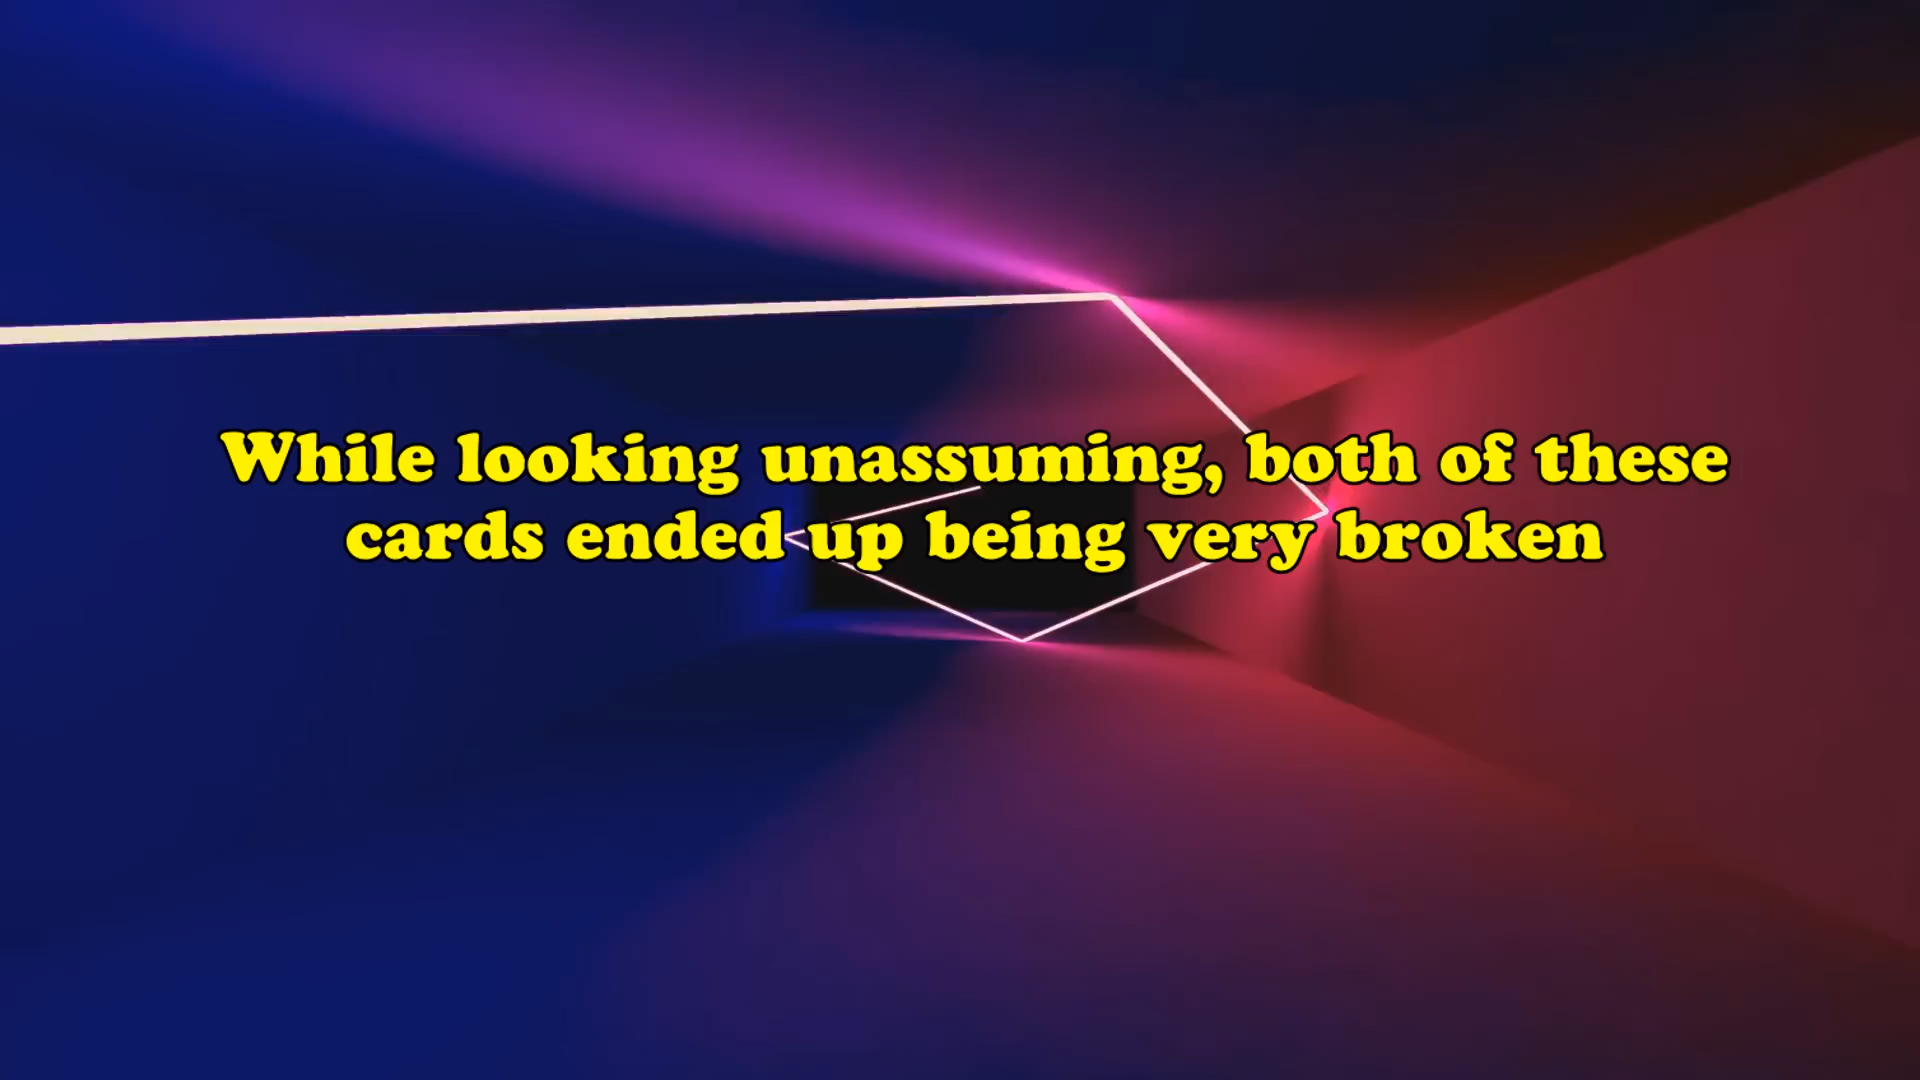 While looking unassuming, both of these
cards ended up being very broken